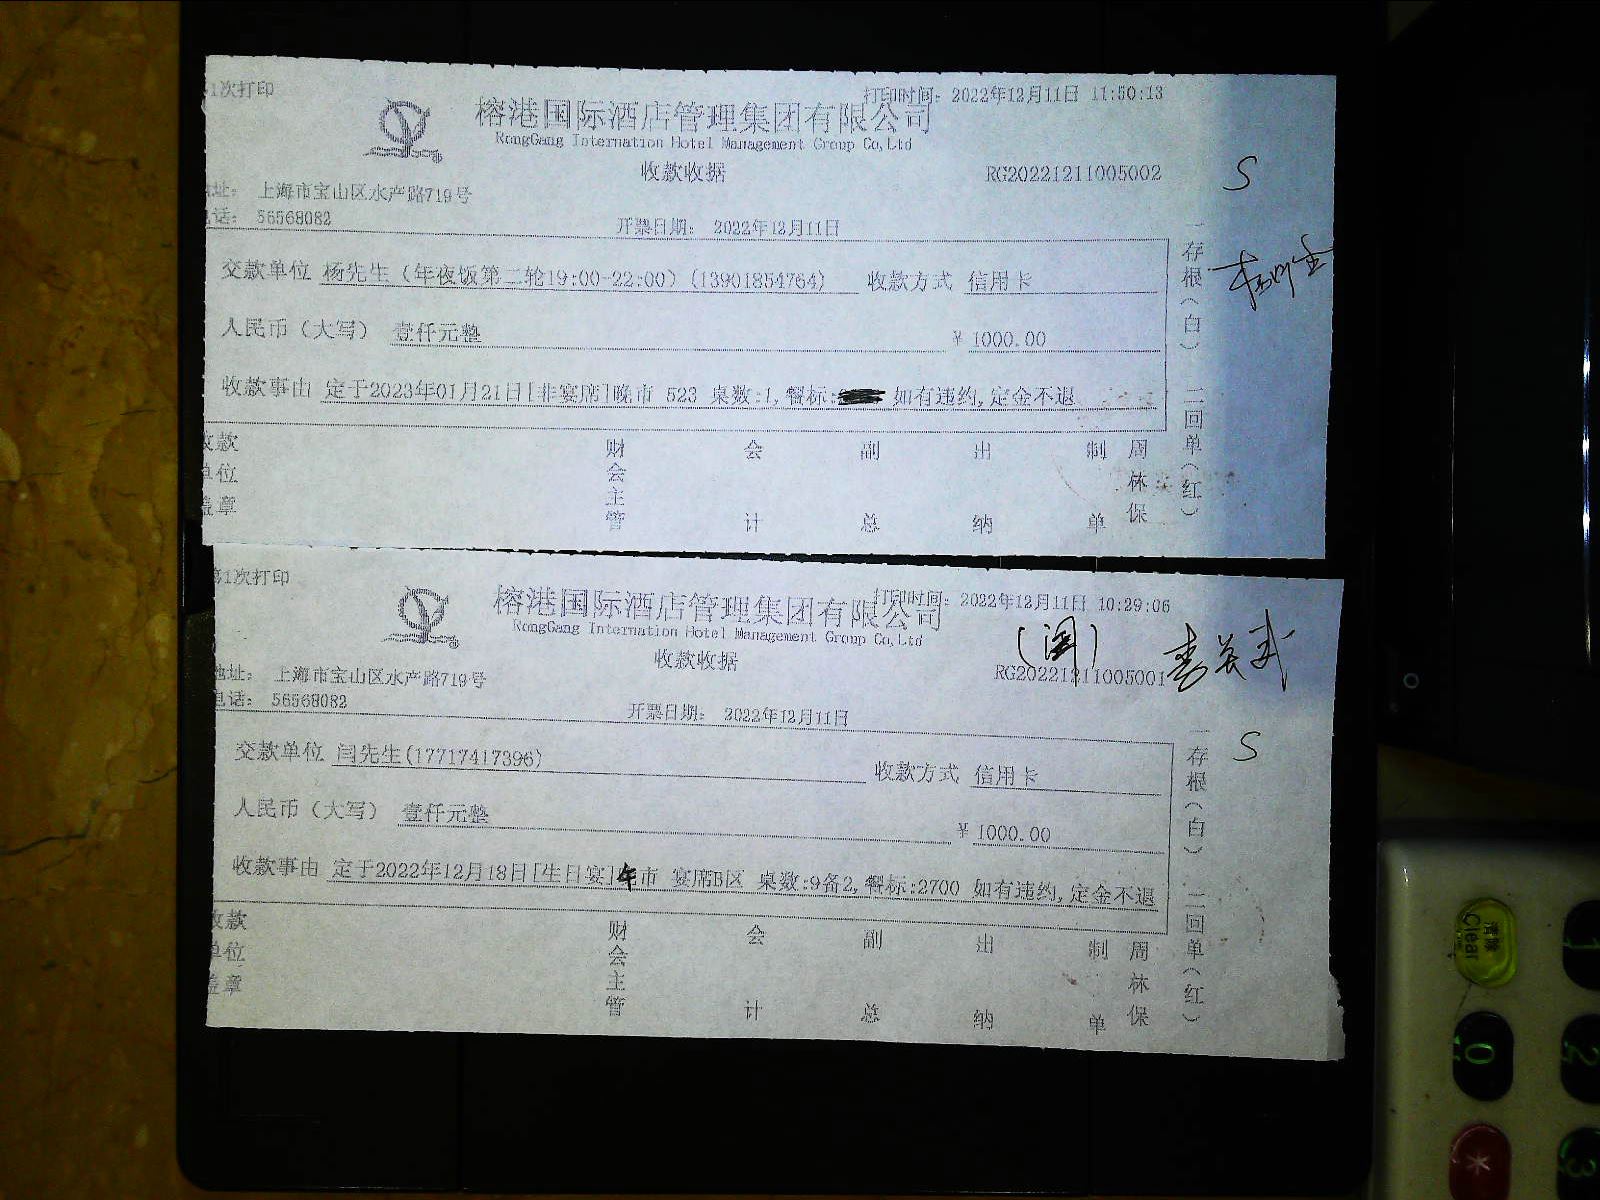 1次打印
打印时间: 2022年12月11日 11:50:13
榕港国际酒店管理集团有限公司
RongGang Internation Hotel Management Group Co,Ltd
收款收据
RG20221211005002
S
址: 上海市宝山区水产路719号
话: 56568082
开票日期: 2022年12月11日
交款单位 杨先生(年夜饭第二轮19:00-22:00)(13901854764) 收款方式 信用卡
人民币(大写) 壹仟元整 ¥ 1000.00
收款事由 定于2023年01月21日[非宴席]晚市 523 桌数:1,餐标: 如有违约,定金不退
收款单位盖章 财会主管 会计 副总 出纳 制单 周林保
一存根(白) 二回单(红)
第1次打印
打印时间: 2022年12月11日 10:29:06
榕港国际酒店管理集团有限公司
RongGang Internation Hotel Management Group Co,Ltd
(闰)
收款收据
RG20221211005001
地址: 上海市宝山区水产路719号
电话: 56568082
开票日期: 2022年12月11日
S
交款单位 闫先生(17717417396) 收款方式 信用卡
人民币(大写) 壹仟元整 ¥ 1000.00
收款事由 定于2022年12月18日[生日宴]午市 宴席B区 桌数:9备2,餐标:2700 如有违约,定金不退
收款单位盖章 财会主管 会计 副总 出纳 制单 周林保
一存根(白) 二回单(红)
清除
Clear
0
2
3
*